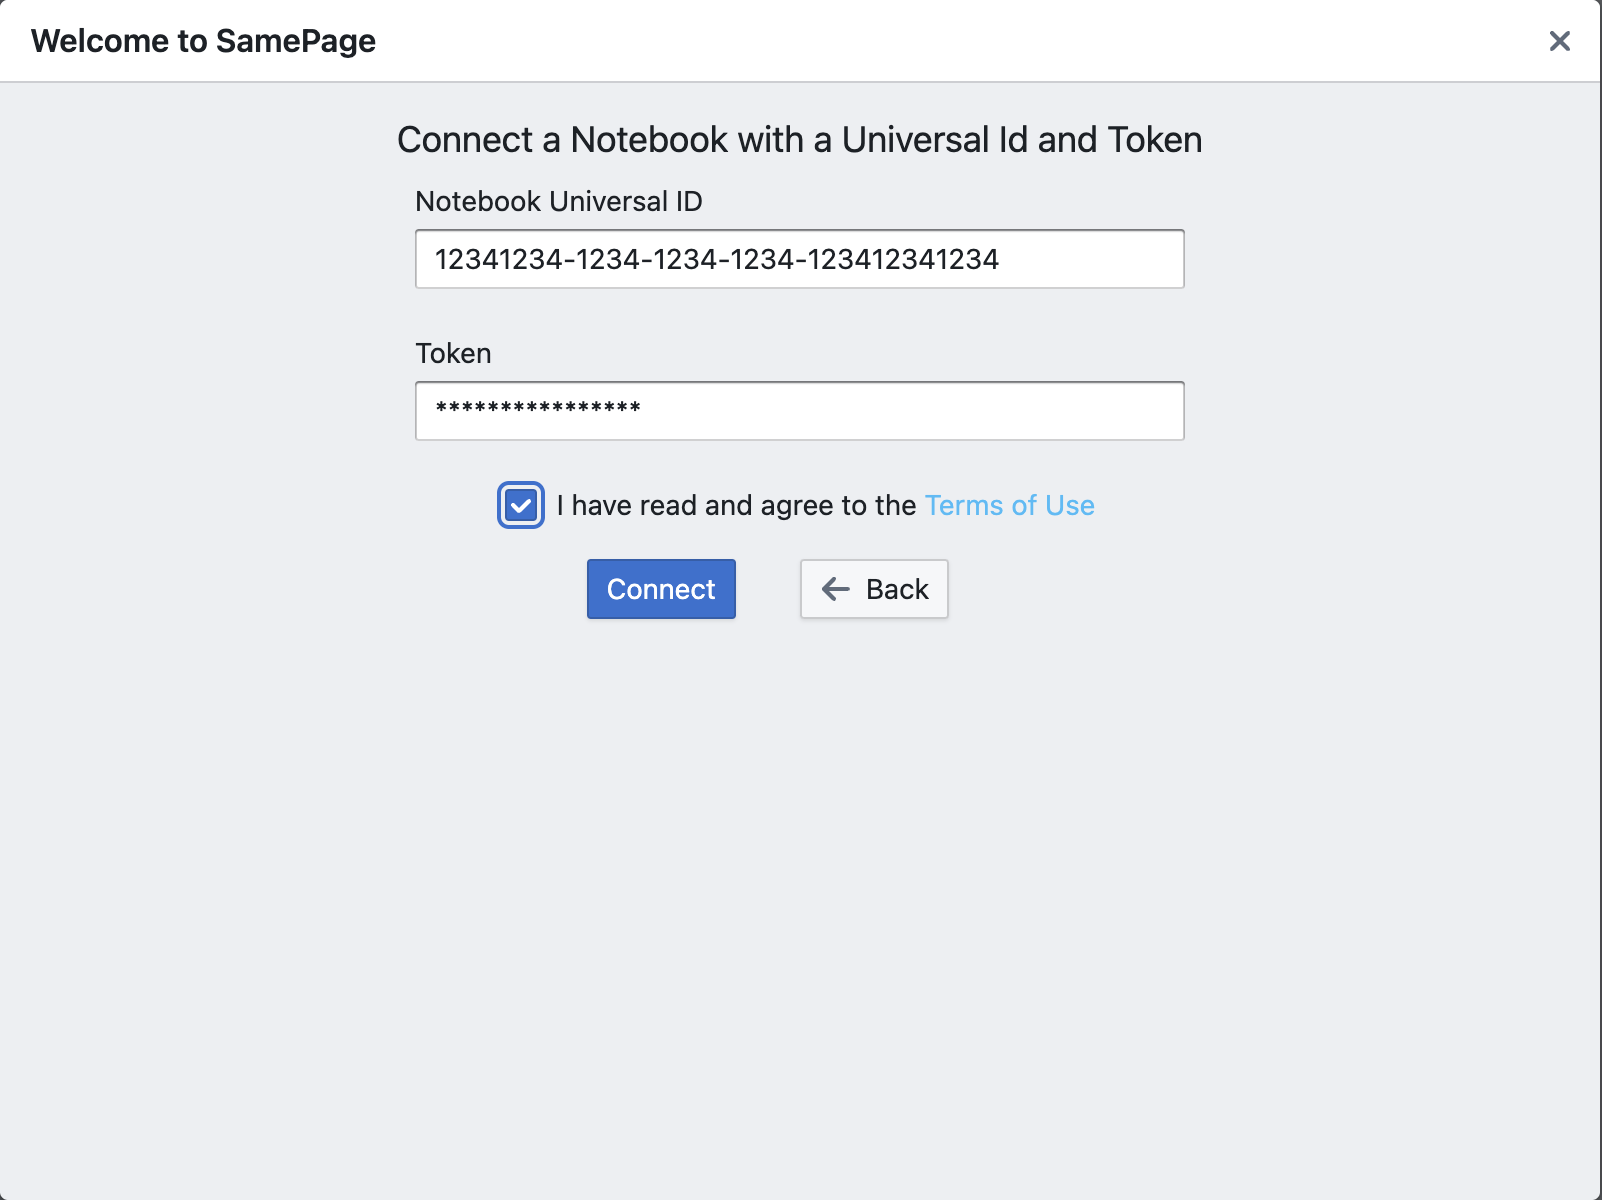 Welcome to SamePage
Connect a Notebook with a Universal Id and Token
Notebook Universal ID
12341234-1234-1234-1234-123412341234
Token
****************
I have read and agree to the Terms of Use
Connect
Back